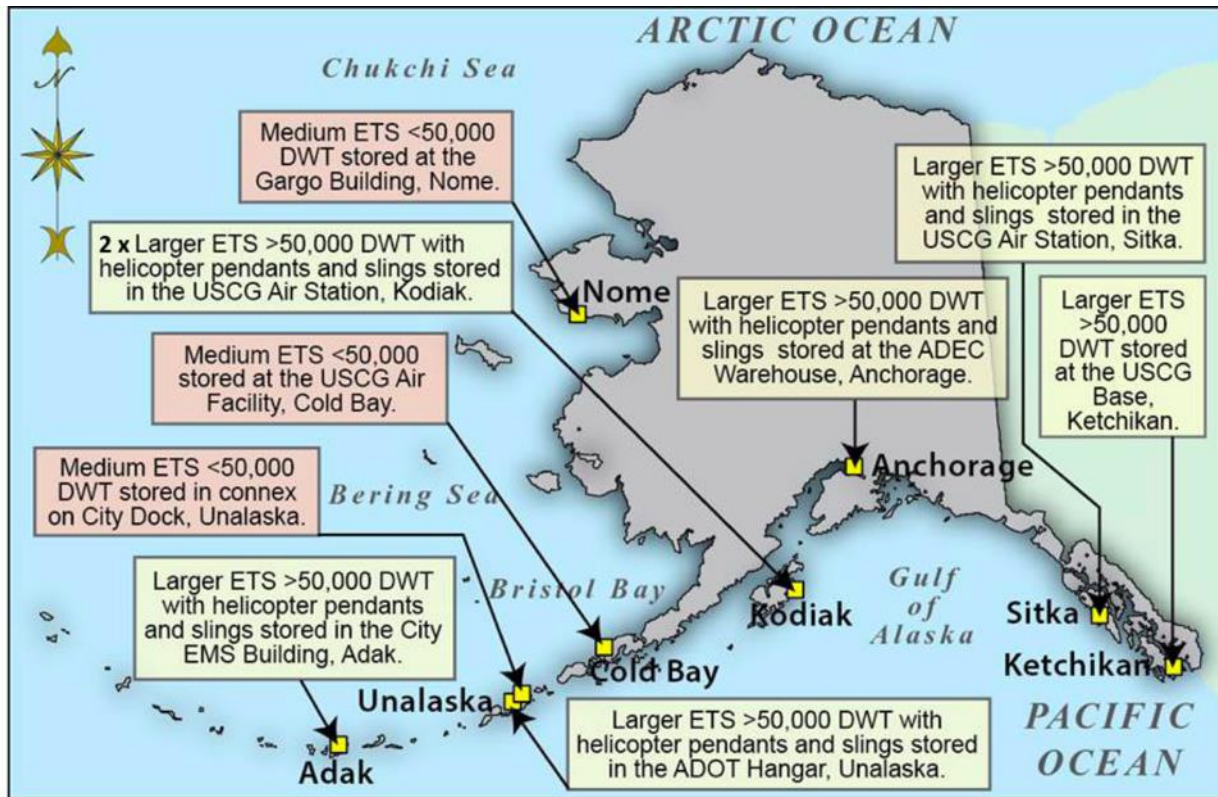 ARCTIC OCEAN
Chukchi Sea
N
Medium ETS <50,000
DWT stored at the
Gargo Building, Nome.
Larger ETS >50,000 DWT
with helicopter pendants
and slings stored in the
USCG Air Station, Sitka.
2 x Larger ETS >50,000 DWT with
helicopter pendants and slings stored
in the USCG Air Station, Kodiak.
Nome
Larger ETS >50,000 DWT
with helicopter pendants and
slings stored at the ADEC
Warehouse, Anchorage.
Larger ETS
>50,000
DWT stored
at the USCG
Base,
Ketchikan.
Medium ETS <50,000
stored at the USCG Air
Facility, Cold Bay.
Medium ETS <50,000
DWT stored in connex
on City Dock, Unalaska.
Bering Sea
Anchorage
Larger ETS >50,000 DWT
with helicopter pendants
and slings stored in the City
EMS Building, Adak.
Bristol Bay
Kodiak
Gulf
of
Alaska
Sitka
Ketchikan
Cold Bay
Unalaska
Adak
Larger ETS >50,000 DWT with
helicopter pendants and slings stored
in the ADOT Hangar, Unalaska.
PACIFIC
OCEAN